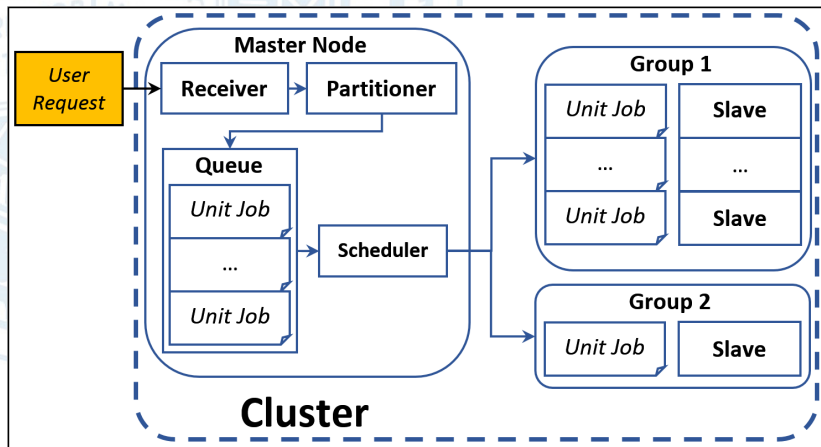 User
Request
Master Node
Receiver
Partitioner
Queue
Unit Job
...
Unit Job
Scheduler
Group 1
Unit Job
Slave
...
...
Unit Job
Slave
Group 2
Unit Job
Slave
Cluster